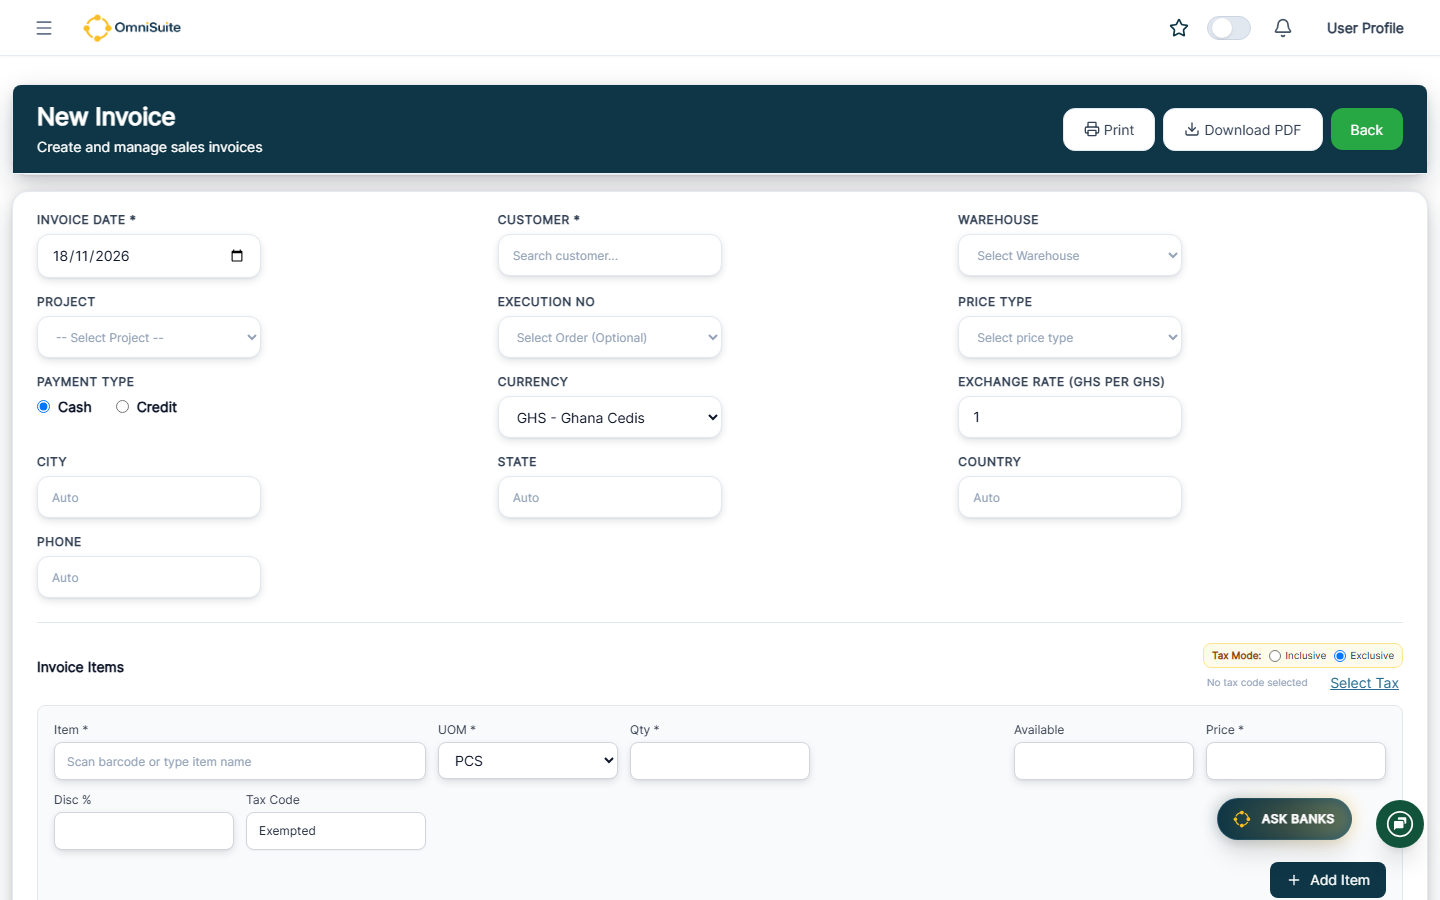 OmniSuite
User Profile
New Invoice
Create and manage sales invoices
Print
Download PDF
Back
INVOICE DATE *
CUSTOMER *
WAREHOUSE
18/11/2026
Search customer...
Select Warehouse
PROJECT
EXECUTION NO
PRICE TYPE
-- Select Project --
Select Order (Optional)
Select price type
PAYMENT TYPE
CURRENCY
EXCHANGE RATE (GHS PER GHS)
Cash
Credit
GHS - Ghana Cedis
1
CITY
STATE
COUNTRY
Auto
Auto
Auto
PHONE
Auto
Invoice Items
Tax Mode:
Inclusive
Exclusive
No tax code selected
Select Tax
Item *
UOM *
Qty *
Available
Price *
Scan barcode or type item name
PCS
Disc %
Tax Code
Exempted
ASK BANKS
Add Item